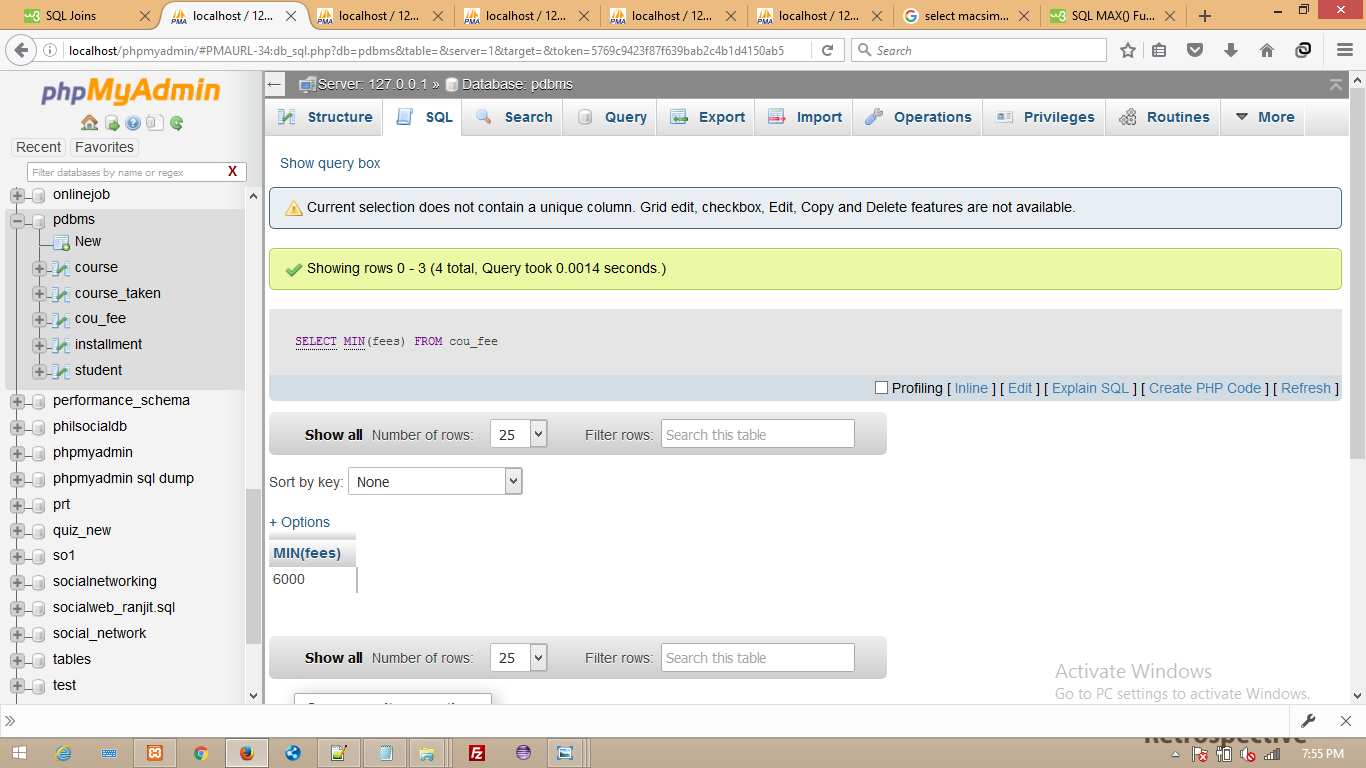 SQL Joins
localhost / 12...
localhost / 12...
localhost / 12...
localhost / 12...
localhost / 12...
select macsim...
SQL MAX() Fu...
localhost/phpmyadmin/#PMAURL-34:db_sql.php?db=pdbms&table=&server=1&target=&token=5769c9423f87f639bab2c4b1d4150ab5
Search
phpMyAdmin
Recent Favorites
Filter databases by name or regex X
onlinejob
pdbms
New
course
course_taken
cou_fee
installment
student
performance_schema
philsocialdb
phpmyadmin
phpmyadmin sql dump
prt
quiz_new
so1
socialnetworking
socialweb_ranjit.sql
social_network
tables
test
Server: 127.0.0.1 » Database: pdbms
Structure SQL Search Query Export Import Operations Privileges Routines More
Show query box
Current selection does not contain a unique column. Grid edit, checkbox, Edit, Copy and Delete features are not available.
Showing rows 0 - 3 (4 total, Query took 0.0014 seconds.)
SELECT MIN(fees) FROM cou_fee
Profiling [ Inline ] [ Edit ] [ Explain SQL ] [ Create PHP Code ] [ Refresh ]
Show all Number of rows: 25 Filter rows: Search this table
Sort by key: None
+ Options
MIN(fees)
6000
Show all Number of rows: 25 Filter rows: Search this table
Activate Windows
Go to PC settings to activate Windows.
7:55 PM